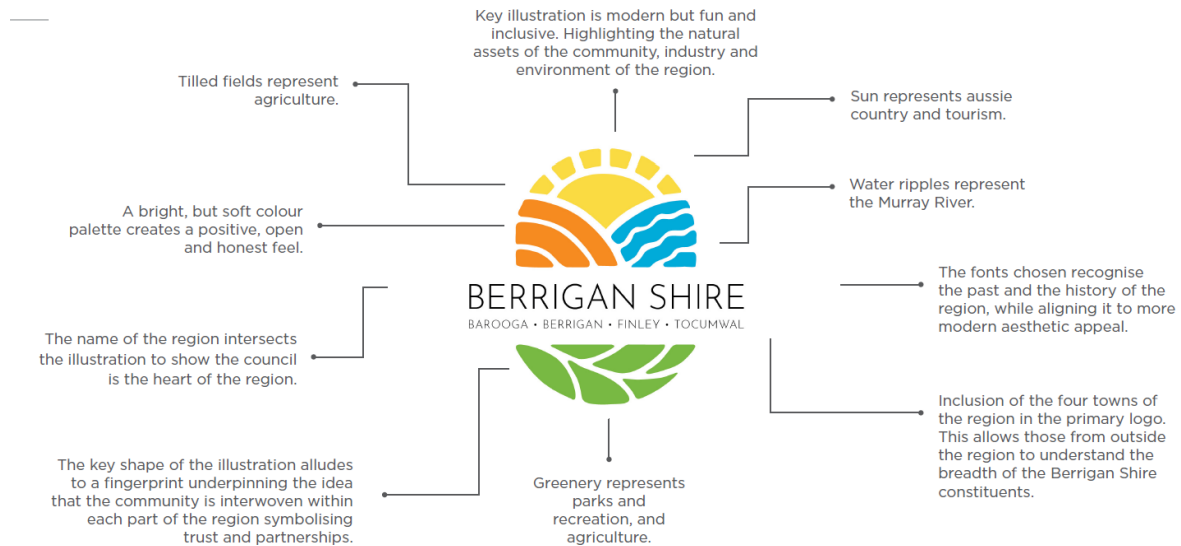 Key illustration is modern but fun and
inclusive. Highlighting the natural
assets of the community, industry and
environment of the region.
Tilled fields represent
agriculture.
Sun represents aussie
country and tourism.
A bright, but soft colour
palette creates a positive, open
and honest feel.
Water ripples represent
the Murray River.
BERRIGAN SHIRE
BAROOGA • BERRIGAN • FINLEY • TOCUMWAL
The fonts chosen recognise
the past and the history of the
region, while aligning it to more
modern aesthetic appeal.
The name of the region intersects
the illustration to show the council
is the heart of the region.
Inclusion of the four towns of
the region in the primary logo.
This allows those from outside
the region to understand the
breadth of the Berrigan Shire
constituents.
The key shape of the illustration alludes
to a fingerprint underpinning the idea
that the community is interwoven within
each part of the region symbolising
trust and partnerships.
Greenery represents
parks and
recreation, and
agriculture.